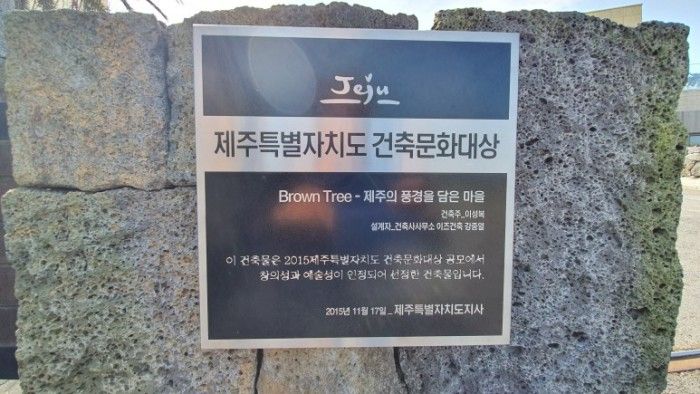 Jeju
제주특별자치도 건축문화대상
Brown Tree - 제주의 풍경을 담은 마을
건축주_이성복
설계자_건축사사무소 이즈건축 강종열
이 건축물은 2015제주특별자치도 건축문화대상 공모에서
창의성과 예술성이 인정되어 선정한 건축물입니다.
2015년 11월 17일_제주특별자치도지사